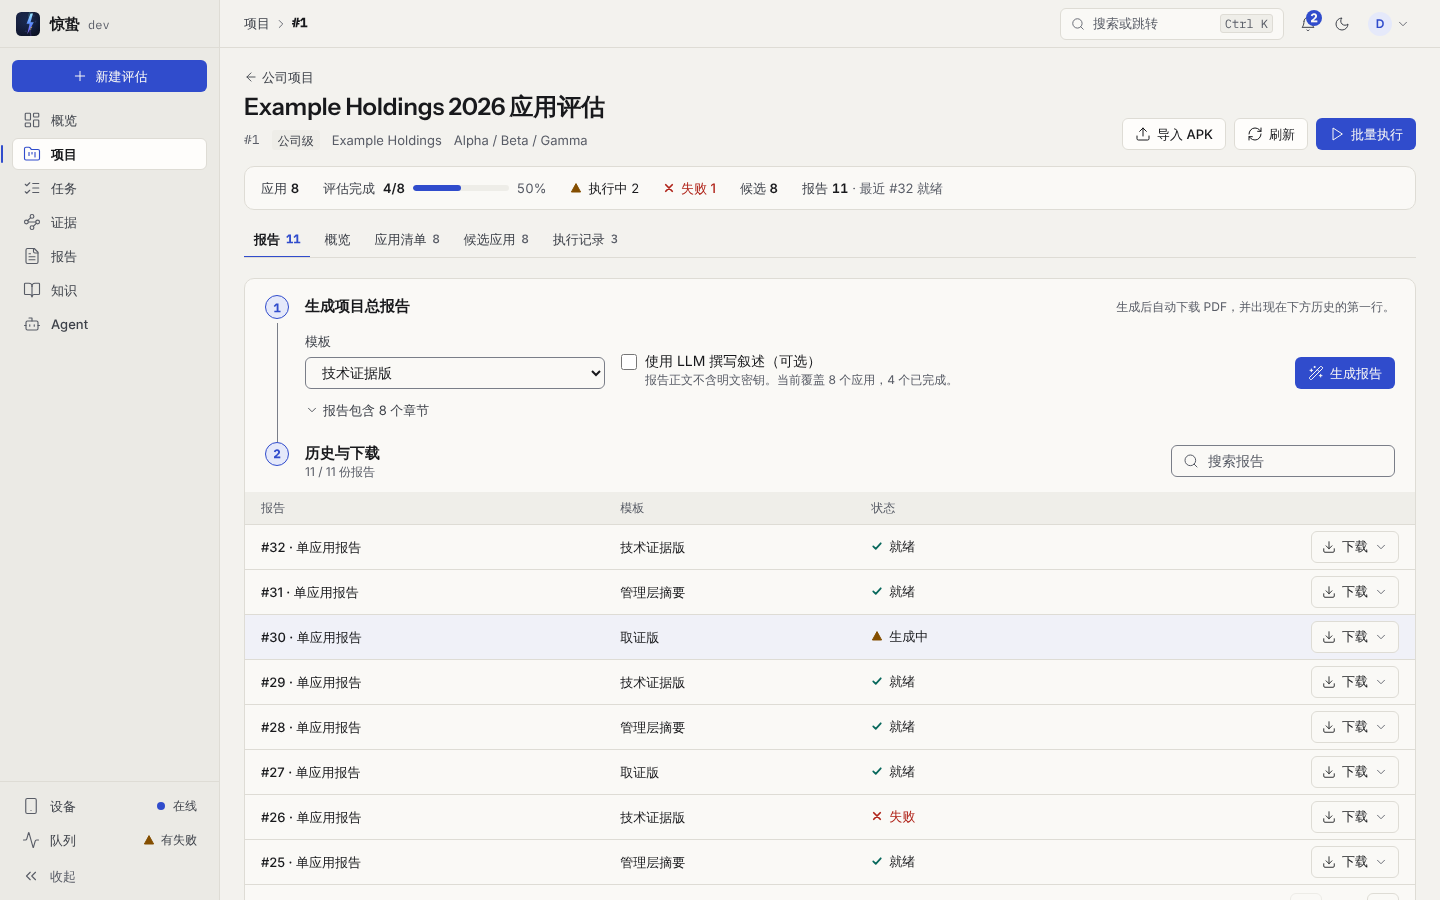 惊蛰 dev
项目 > #1
搜索或跳转 Ctrl K
2
D
新建评估
概览
项目
任务
证据
报告
知识
Agent
设备 在线
队列 有失败
收起
公司项目
Example Holdings 2026 应用评估
#1 公司级 Example Holdings Alpha / Beta / Gamma
导入 APK 刷新 批量执行
应用 8 评估完成 4/8 50% 执行中 2 失败 1 候选 8 报告 11 · 最近 #32 就绪
报告 11 概览 应用清单 8 候选应用 8 执行记录 3
1 生成项目总报告 生成后自动下载 PDF，并出现在下方历史的第一行。
模板
技术证据版
使用 LLM 撰写叙述（可选）
报告正文不含明文密钥。当前覆盖 8 个应用，4 个已完成。
生成报告
报告包含 8 个章节
2 历史与下载
11 / 11 份报告
搜索报告
报告 模板 状态
#32 · 单应用报告 技术证据版 就绪 下载
#31 · 单应用报告 管理层摘要 就绪 下载
#30 · 单应用报告 取证版 生成中 下载
#29 · 单应用报告 技术证据版 就绪 下载
#28 · 单应用报告 管理层摘要 就绪 下载
#27 · 单应用报告 取证版 就绪 下载
#26 · 单应用报告 技术证据版 失败 下载
#25 · 单应用报告 管理层摘要 就绪 下载